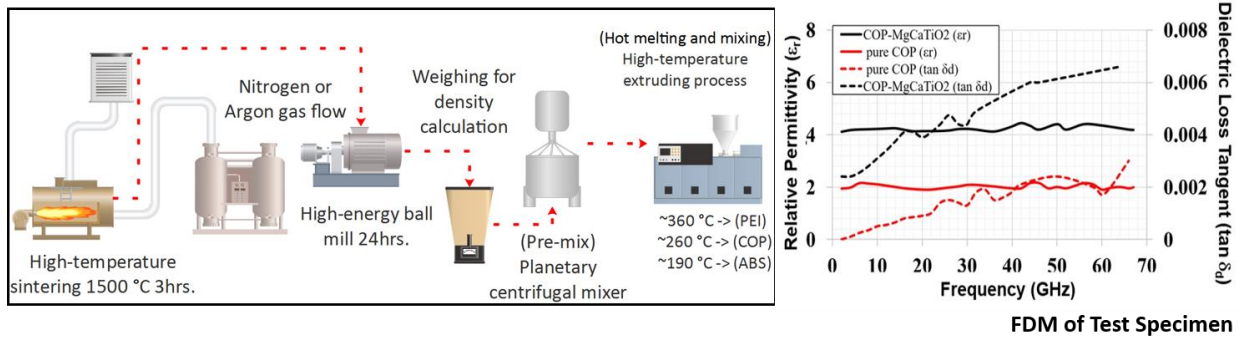 (Hot melting and mixing)
High-temperature
extruding process
Nitrogen or
Argon gas flow
Weighing for
density
calculation
High-energy ball
mill 24hrs.
High-temperature
sintering 1500 °C 3hrs.
(Pre-mix)
Planetary
centrifugal mixer
~360 °C -> (PEI)
~260 °C -> (COP)
~190 °C -> (ABS)
Relative Permittivity (εr)
8
6
4
2
0
COP-MgCaTiO2 (εr)
pure COP (εr)
pure COP (tan δd)
COP-MgCaTiO2 (tan δd)
0.008
0.006
0.004
0.002
0
Dielectric Loss
Tangent (tan δd)
0 10 20 30 40 50 60 70
Frequency (GHz)
FDM of Test Specimen